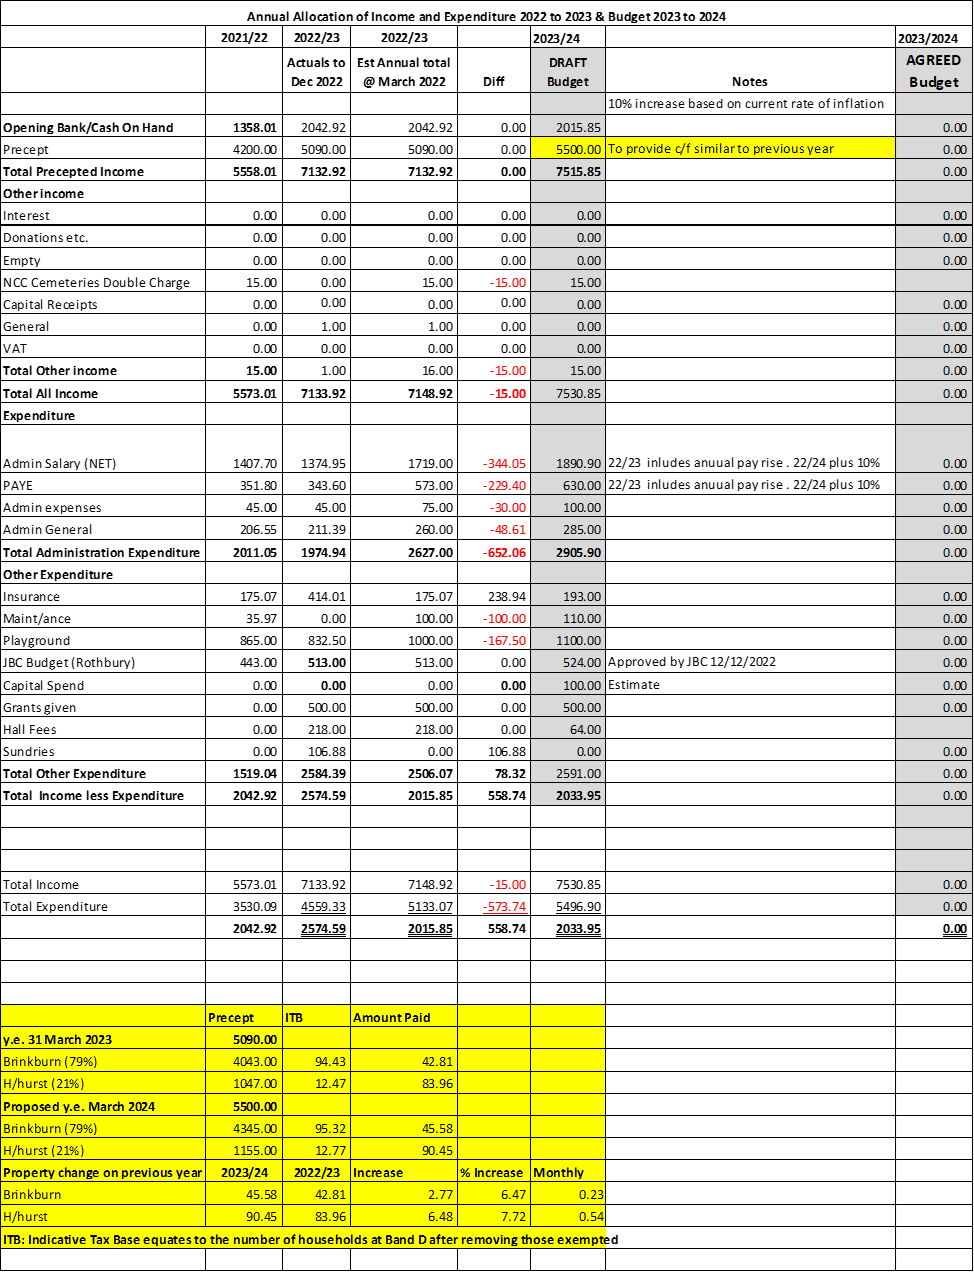 Annual Allocation of Income and Expenditure 2022 to 2023 & Budget 2023 to 2024
2021/22 2022/23 2022/23 2023/24 2023/2024
Actuals to Est Annual total DRAFT AGREED
Dec 2022 @ March 2022 Diff Budget Notes Budget
10% increase based on current rate of inflation
Opening Bank/Cash On Hand 1358.01 2042.92 2042.92 0.00 2015.85 0.00
Precept 4200.00 5090.00 5090.00 0.00 5500.00 To provide c/f similar to previous year 0.00
Total Precepted Income 5558.01 7132.92 7132.92 0.00 7515.85 0.00
Other income
Interest 0.00 0.00 0.00 0.00 0.00 0.00
Donations etc. 0.00 0.00 0.00 0.00 0.00 0.00
Empty 0.00 0.00 0.00 0.00 0.00 0.00
NCC Cemeteries Double Charge 15.00 0.00 15.00 -15.00 15.00
Capital Receipts 0.00 0.00 0.00 0.00 0.00 0.00
General 0.00 1.00 1.00 0.00 0.00 0.00
VAT 0.00 0.00 0.00 0.00 0.00 0.00
Total Other income 15.00 1.00 16.00 -15.00 15.00 0.00
Total All Income 5573.01 7133.92 7148.92 -15.00 7530.85 0.00
Expenditure
Admin Salary (NET) 1407.70 1374.95 1719.00 -344.05 1890.90 22/23 inludes anuual pay rise . 22/24 plus 10% 0.00
PAYE 351.80 343.60 573.00 -229.40 630.00 22/23 inludes anuual pay rise . 22/24 plus 10% 0.00
Admin expenses 45.00 45.00 75.00 -30.00 100.00 0.00
Admin General 206.55 211.39 260.00 -48.61 285.00 0.00
Total Administration Expenditure 2011.05 1974.94 2627.00 -652.06 2905.90 0.00
Other Expenditure
Insurance 175.07 414.01 175.07 238.94 193.00 0.00
Maint/ance 35.97 0.00 100.00 -100.00 110.00 0.00
Playground 865.00 832.50 1000.00 -167.50 1100.00 0.00
JBC Budget (Rothbury) 443.00 513.00 513.00 0.00 524.00 Approved by JBC 12/12/2022 0.00
Capital Spend 0.00 0.00 0.00 0.00 100.00 Estimate 0.00
Grants given 0.00 500.00 500.00 0.00 500.00 0.00
Hall Fees 0.00 218.00 218.00 0.00 64.00
Sundries 0.00 106.88 0.00 106.88 0.00 0.00
Total Other Expenditure 1519.04 2584.39 2506.07 78.32 2591.00 0.00
Total Income less Expenditure 2042.92 2574.59 2015.85 558.74 2033.95 0.00
Total Income 5573.01 7133.92 7148.92 -15.00 7530.85 0.00
Total Expenditure 3530.09 4559.33 5133.07 -573.74 5496.90 0.00
2042.92 2574.59 2015.85 558.74 2033.95 0.00
Precept ITB Amount Paid
y.e. 31 March 2023 5090.00
Brinkburn (79%) 4043.00 94.43 42.81
H/hurst (21%) 1047.00 12.47 83.96
Proposed y.e. March 2024 5500.00
Brinkburn (79%) 4345.00 95.32 45.58
H/hurst (21%) 1155.00 12.77 90.45
Property change on previous year 2023/24 2022/23 Increase % Increase Monthly
Brinkburn 45.58 42.81 2.77 6.47 0.23
H/hurst 90.45 83.96 6.48 7.72 0.54
ITB: Indicative Tax Base equates to the number of households at Band D after removing those exempted